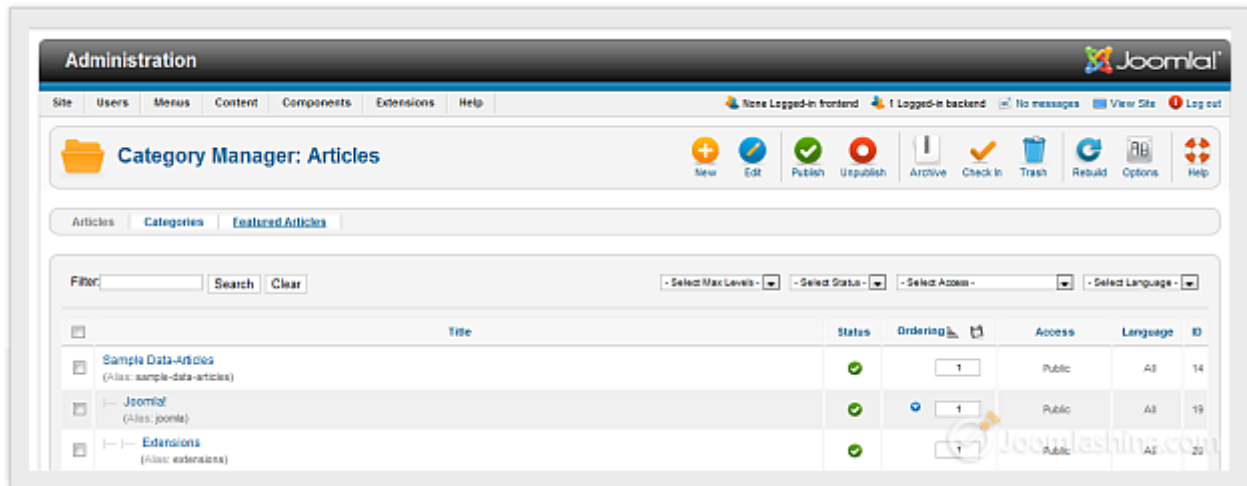 Administration Joomla!
Site Users Menus Content Components Extensions Help None Logged-in frontend 1 Logged-in backend No messages View Site Log out
Category Manager: Articles
New Edit Publish Unpublish Archive Check In Trash Rebuild Options Help
Articles Categories Featured Articles
Filter: Search Clear - Select Max Levels - - Select Status - - Select Access - - Select Language -
Title Status Ordering Access Language ID
Sample Data-Articles 1 Public All 14
(Alias: sample-data-articles)
|— Joomla! 1 Public All 19
(Alias: joomla)
|— |— Extensions 1 Public All 20
(Alias: extensions)
Joomlashine.com